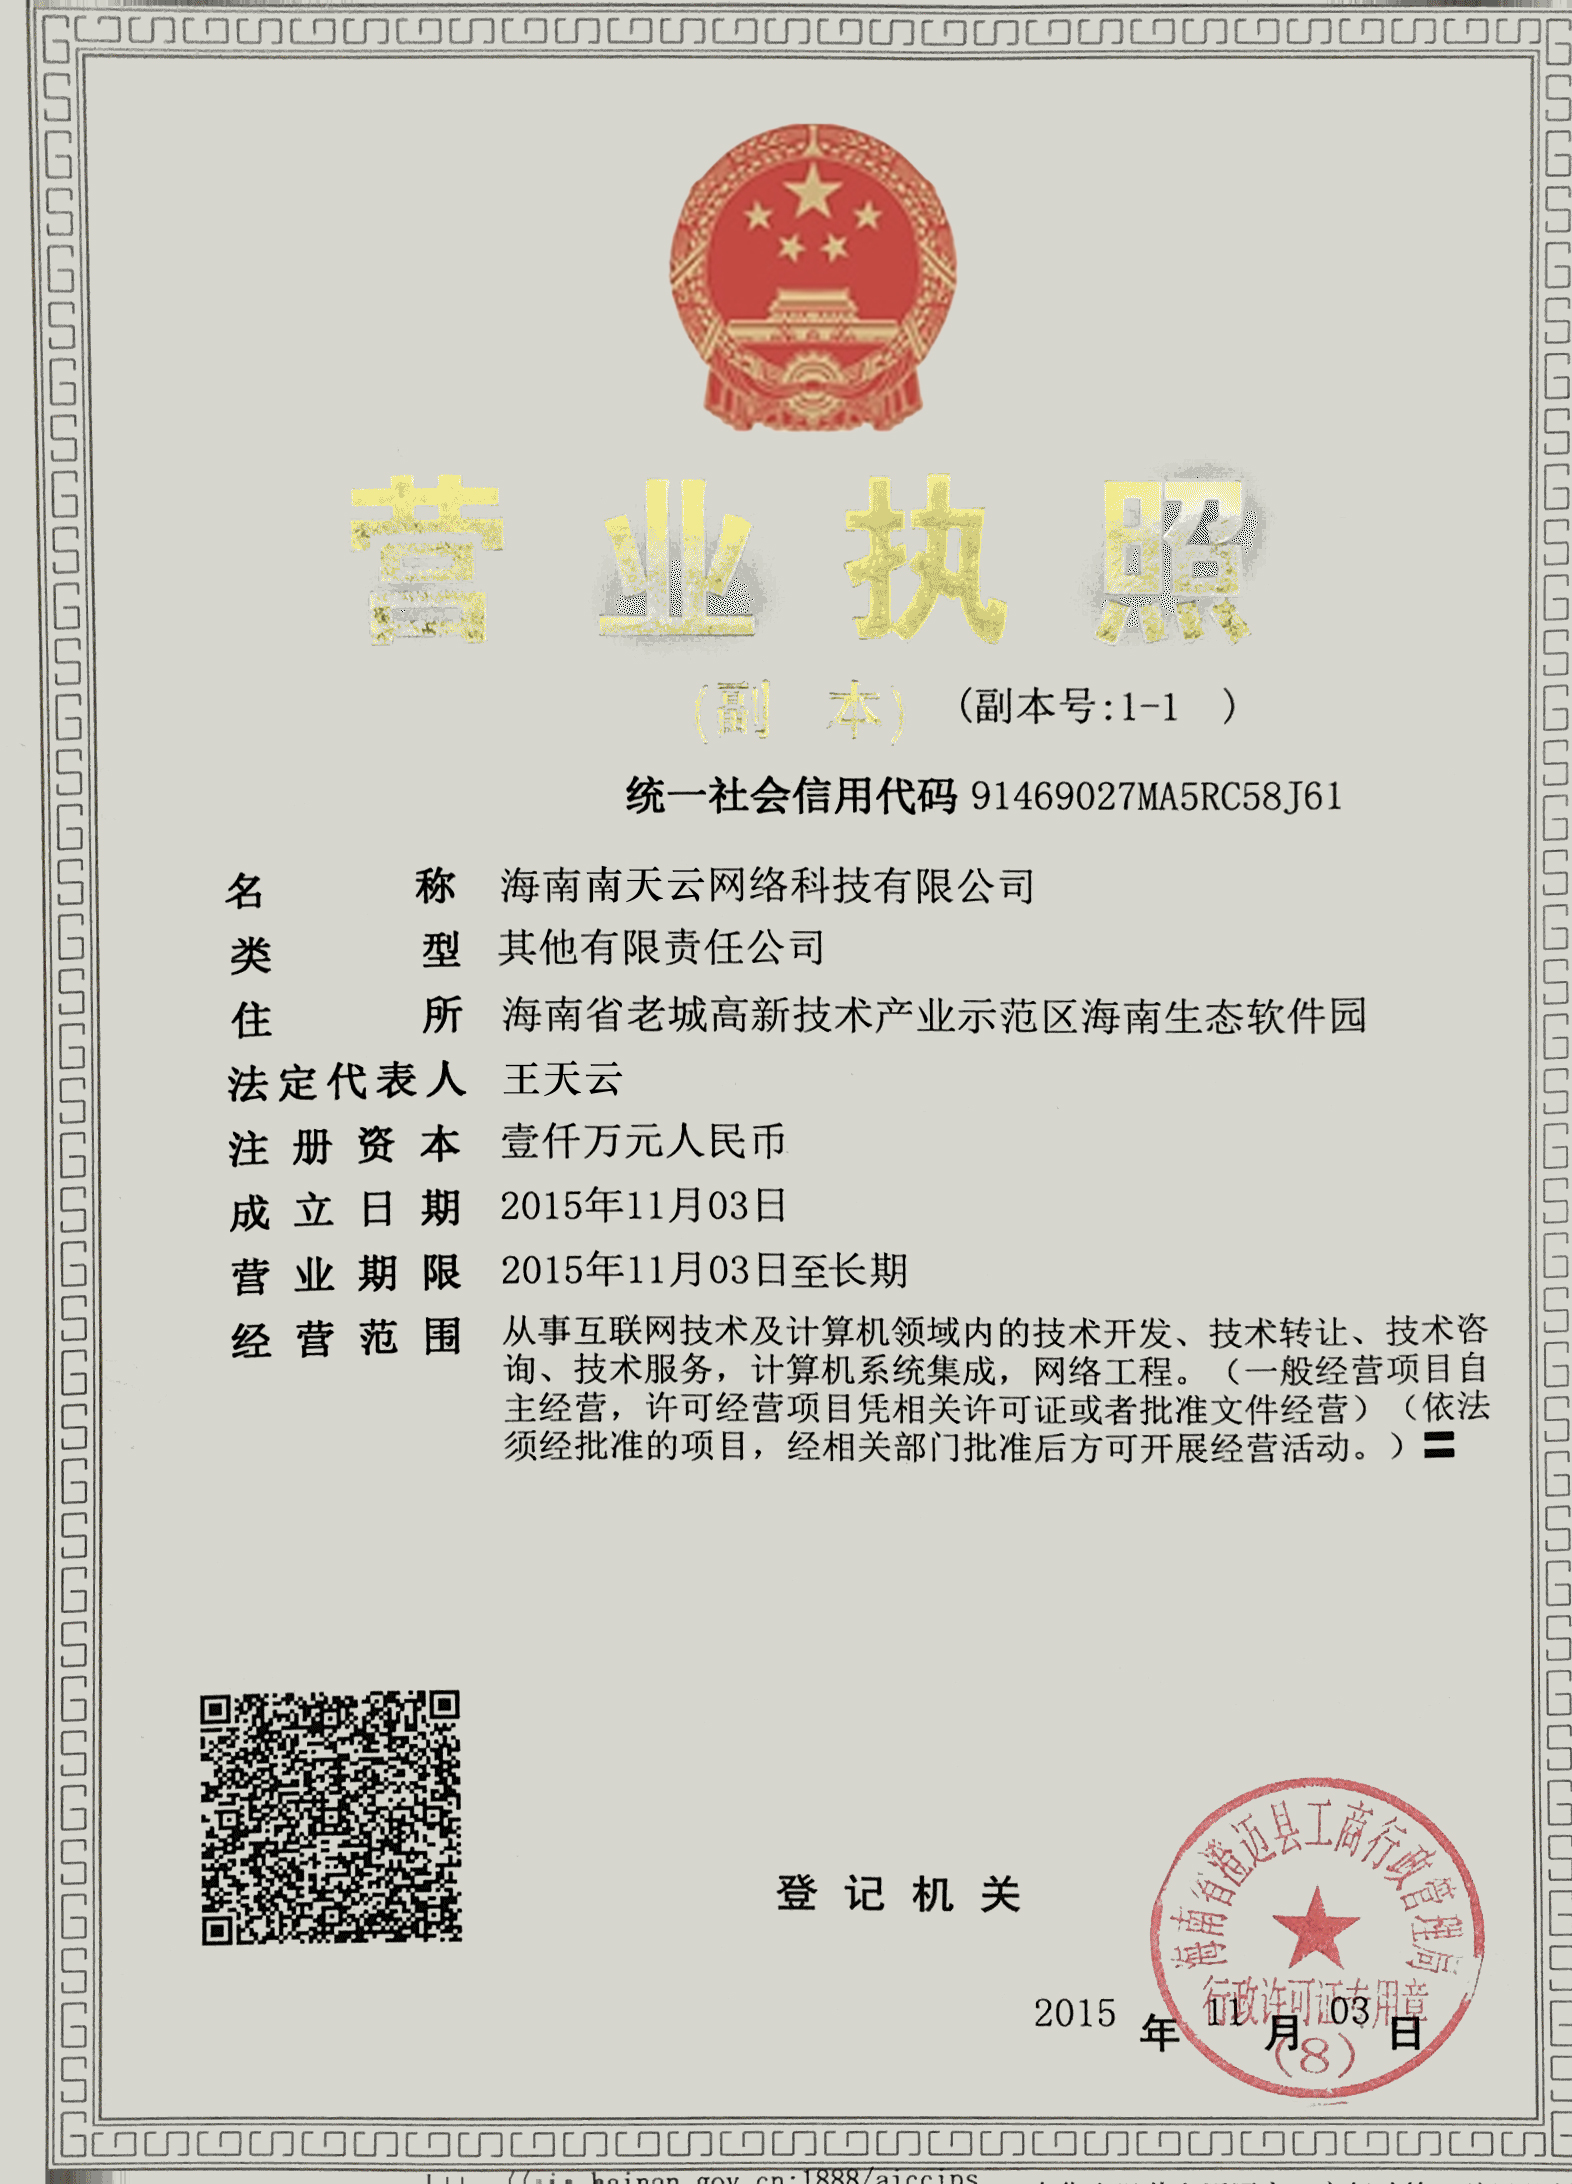 营业执照
(副 本) (副本号:1-1 )
统一社会信用代码 91469027MA5RC58J61
名称 海南南天云网络科技有限公司
类型 其他有限责任公司
住所 海南省老城高新技术产业示范区海南生态软件园
法定代表人 王天云
注册资本 壹仟万元人民币
成立日期 2015年11月03日
营业期限 2015年11月03日至长期
经营范围 从事互联网技术及计算机领域内的技术开发、技术转让、技术咨
询、技术服务，计算机系统集成，网络工程。（一般经营项目自
主经营，许可经营项目凭相关许可证或者批准文件经营）（依法
须经批准的项目，经相关部门批准后方可开展经营活动。）〓
登记机关
海南省澄迈县工商行政管理局
行政许可证专用章
(8)
2015 年 11 月 03 日
hainan.gov.cn:1888/aiccips